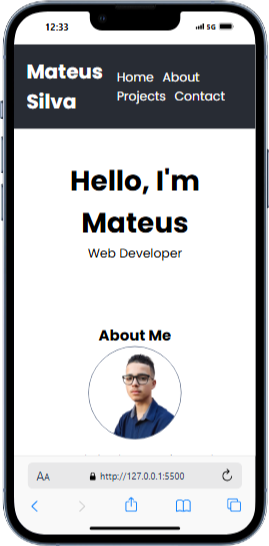 12:33
5G
Mateus Silva
Home About
Projects Contact
Hello, I'm
Mateus
Web Developer
About Me
AA
http://127.0.0.1:5500